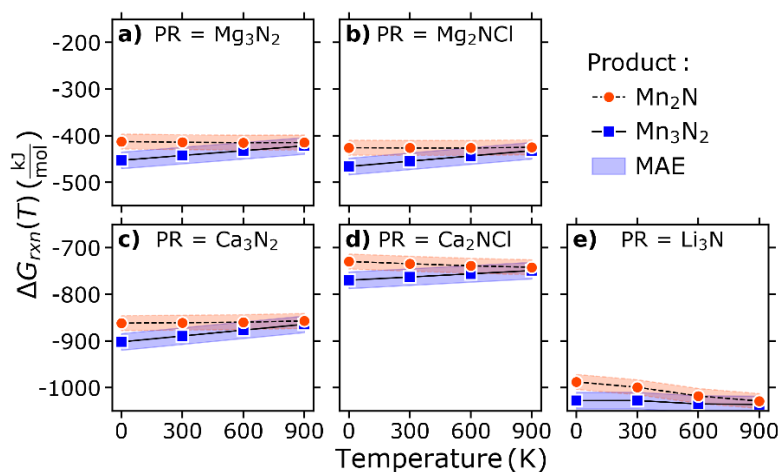 a) PR = Mg₃N₂
b) PR = Mg₂NCl
Product :
Mn₂N
Mn₃N₂
MAE
-200
-300
-400
-500
c) PR = Ca₃N₂
d) PR = Ca₂NCl
e) PR = Li₃N
-700
-800
-900
-1000
ΔG_rxn(T) (kJ/mol)
0 300 600 900
0 300 600 900
0 300 600 900
Temperature (K)